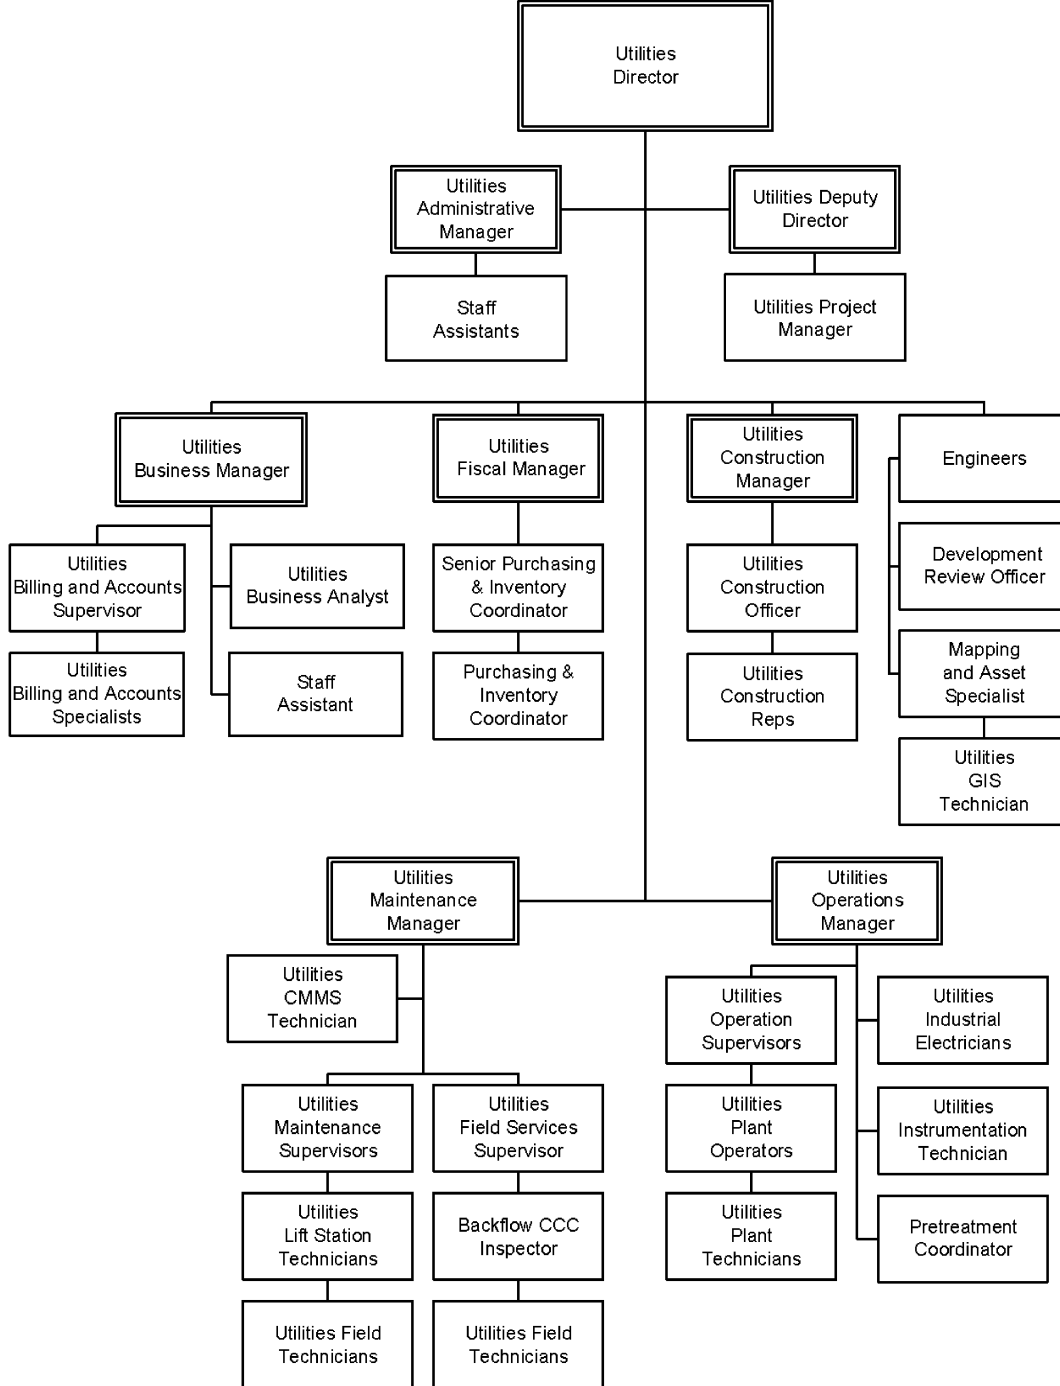 Utilities
Director
Utilities
Administrative
Manager
Utilities Deputy
Director
Staff
Assistants
Utilities Project
Manager
Utilities
Business Manager
Utilities
Fiscal Manager
Utilities
Construction
Manager
Engineers
Utilities
Billing and Accounts
Supervisor
Utilities
Business Analyst
Senior Purchasing
& Inventory
Coordinator
Utilities
Construction
Officer
Development
Review Officer
Utilities
Billing and Accounts
Specialists
Staff
Assistant
Purchasing &
Inventory
Coordinator
Utilities
Construction
Reps
Mapping
and Asset
Specialist
Utilities
GIS
Technician
Utilities
Maintenance
Manager
Utilities
Operations
Manager
Utilities
CMMS
Technician
Utilities
Operation
Supervisors
Utilities
Industrial
Electricians
Utilities
Maintenance
Supervisors
Utilities
Field Services
Supervisor
Utilities
Plant
Operators
Utilities
Instrumentation
Technician
Utilities
Lift Station
Technicians
Backflow CCC
Inspector
Utilities
Plant
Technicians
Pretreatment
Coordinator
Utilities Field
Technicians
Utilities Field
Technicians